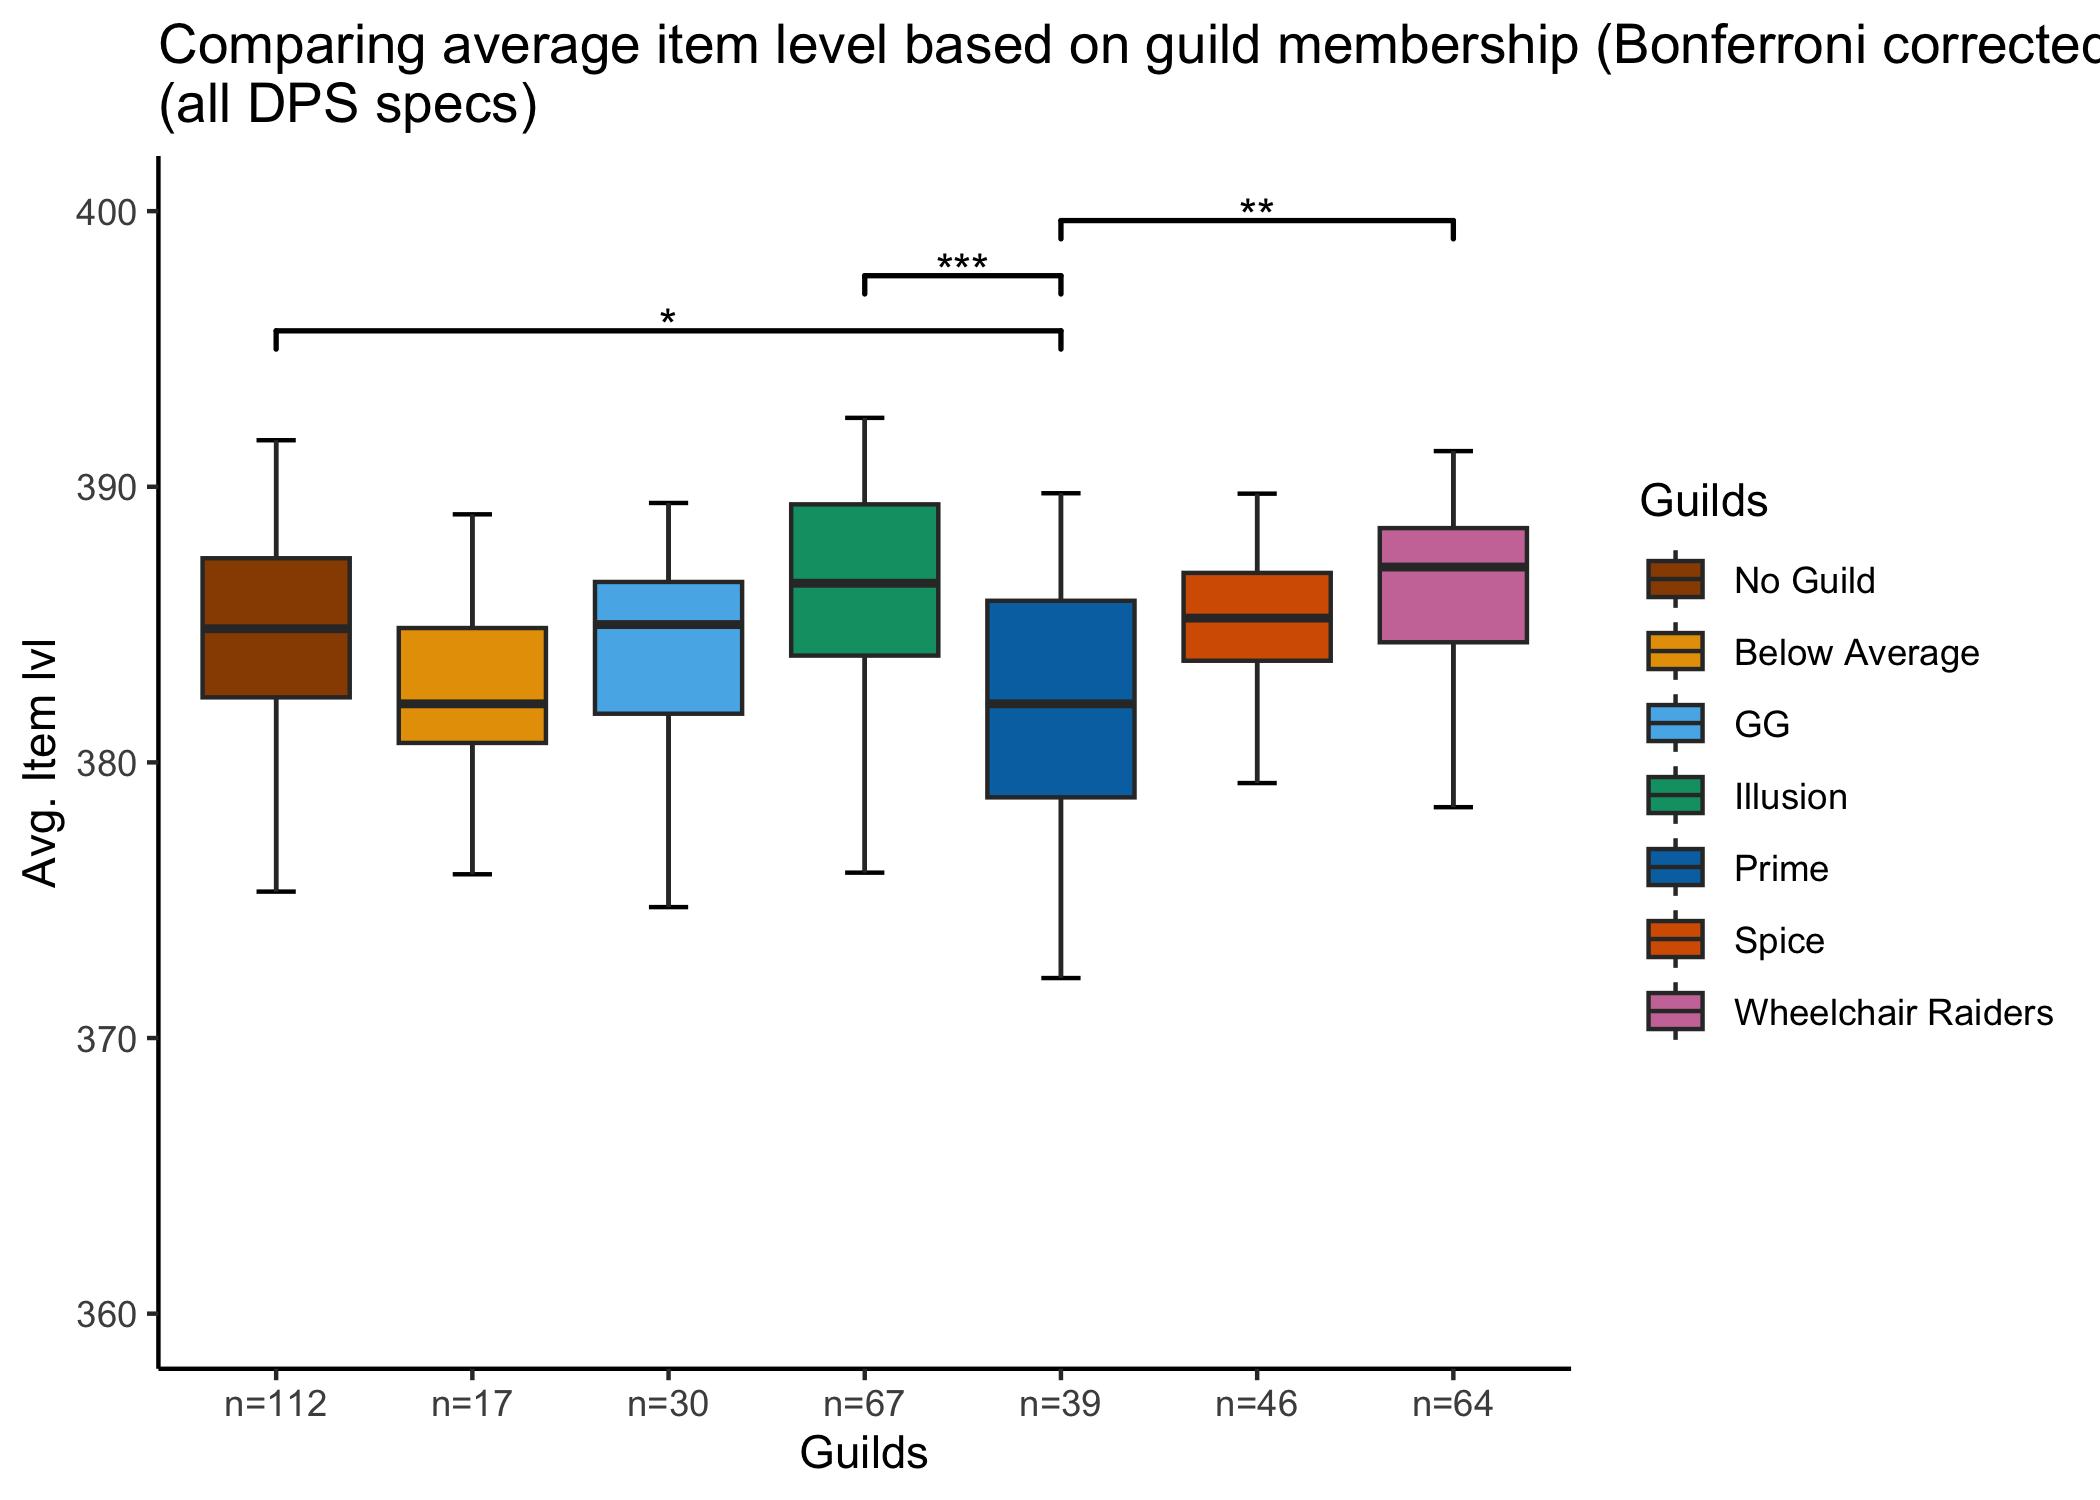 Comparing average item level based on guild membership (Bonferroni corrected
(all DPS specs)
400
390
380
370
360
Avg. Item lvl
**
***
*
n=112
n=17
n=30
n=67
n=39
n=46
n=64
Guilds
Guilds
No Guild
Below Average
GG
Illusion
Prime
Spice
Wheelchair Raiders